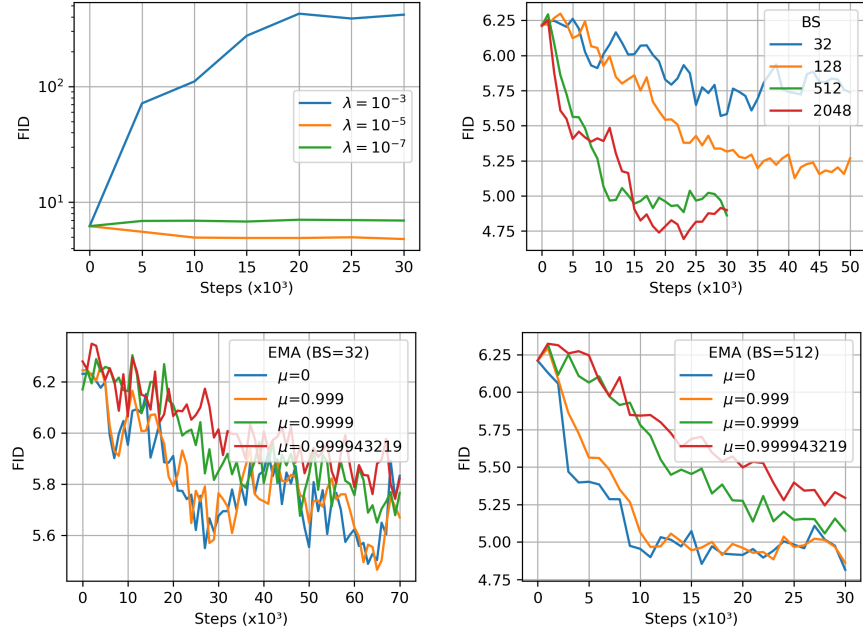 10²
10¹
FID
λ = 10⁻³
λ = 10⁻⁵
λ = 10⁻⁷
0 5 10 15 20 25 30
Steps (x10³)
6.25
6.00
5.75
5.50
5.25
5.00
4.75
FID
BS
32
128
512
2048
0 5 10 15 20 25 30 35 40 45 50
Steps (x10³)
6.2
6.0
5.8
5.6
FID
EMA (BS=32)
μ=0
μ=0.999
μ=0.9999
μ=0.999943219
0 10 20 30 40 50 60 70
Steps (x10³)
6.25
6.00
5.75
5.50
5.25
5.00
4.75
FID
EMA (BS=512)
μ=0
μ=0.999
μ=0.9999
μ=0.999943219
0 5 10 15 20 25 30
Steps (x10³)